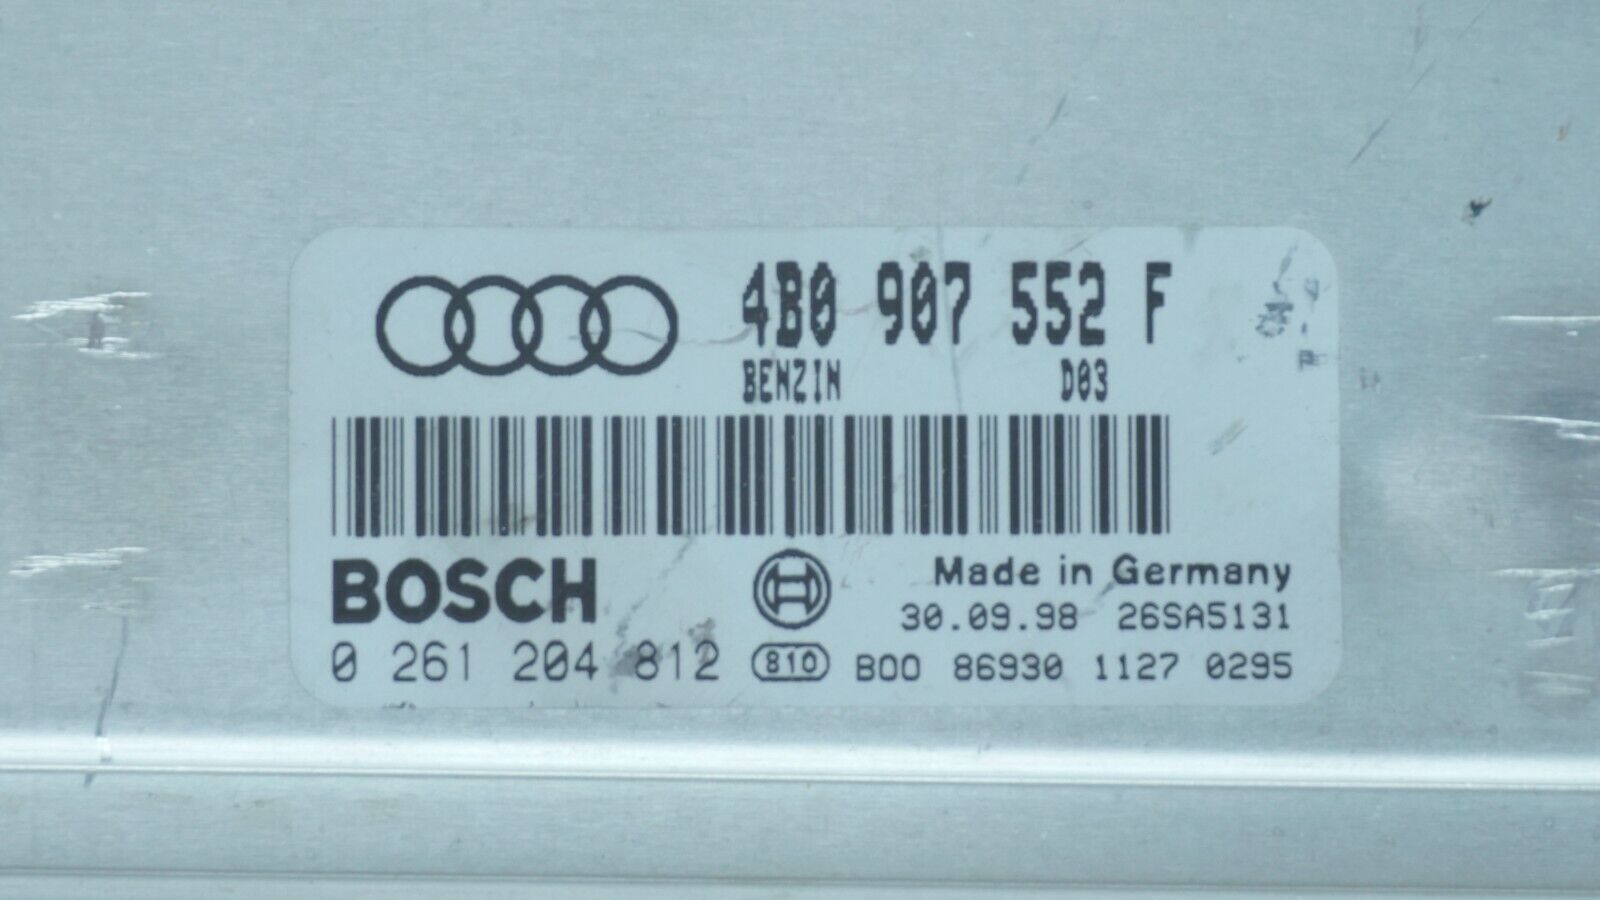 4B0 907 552 F
BENZIN D03
BOSCH
Made in Germany
30.09.98 26SA5131
0 261 204 812 810 B00 86930 1127 0295